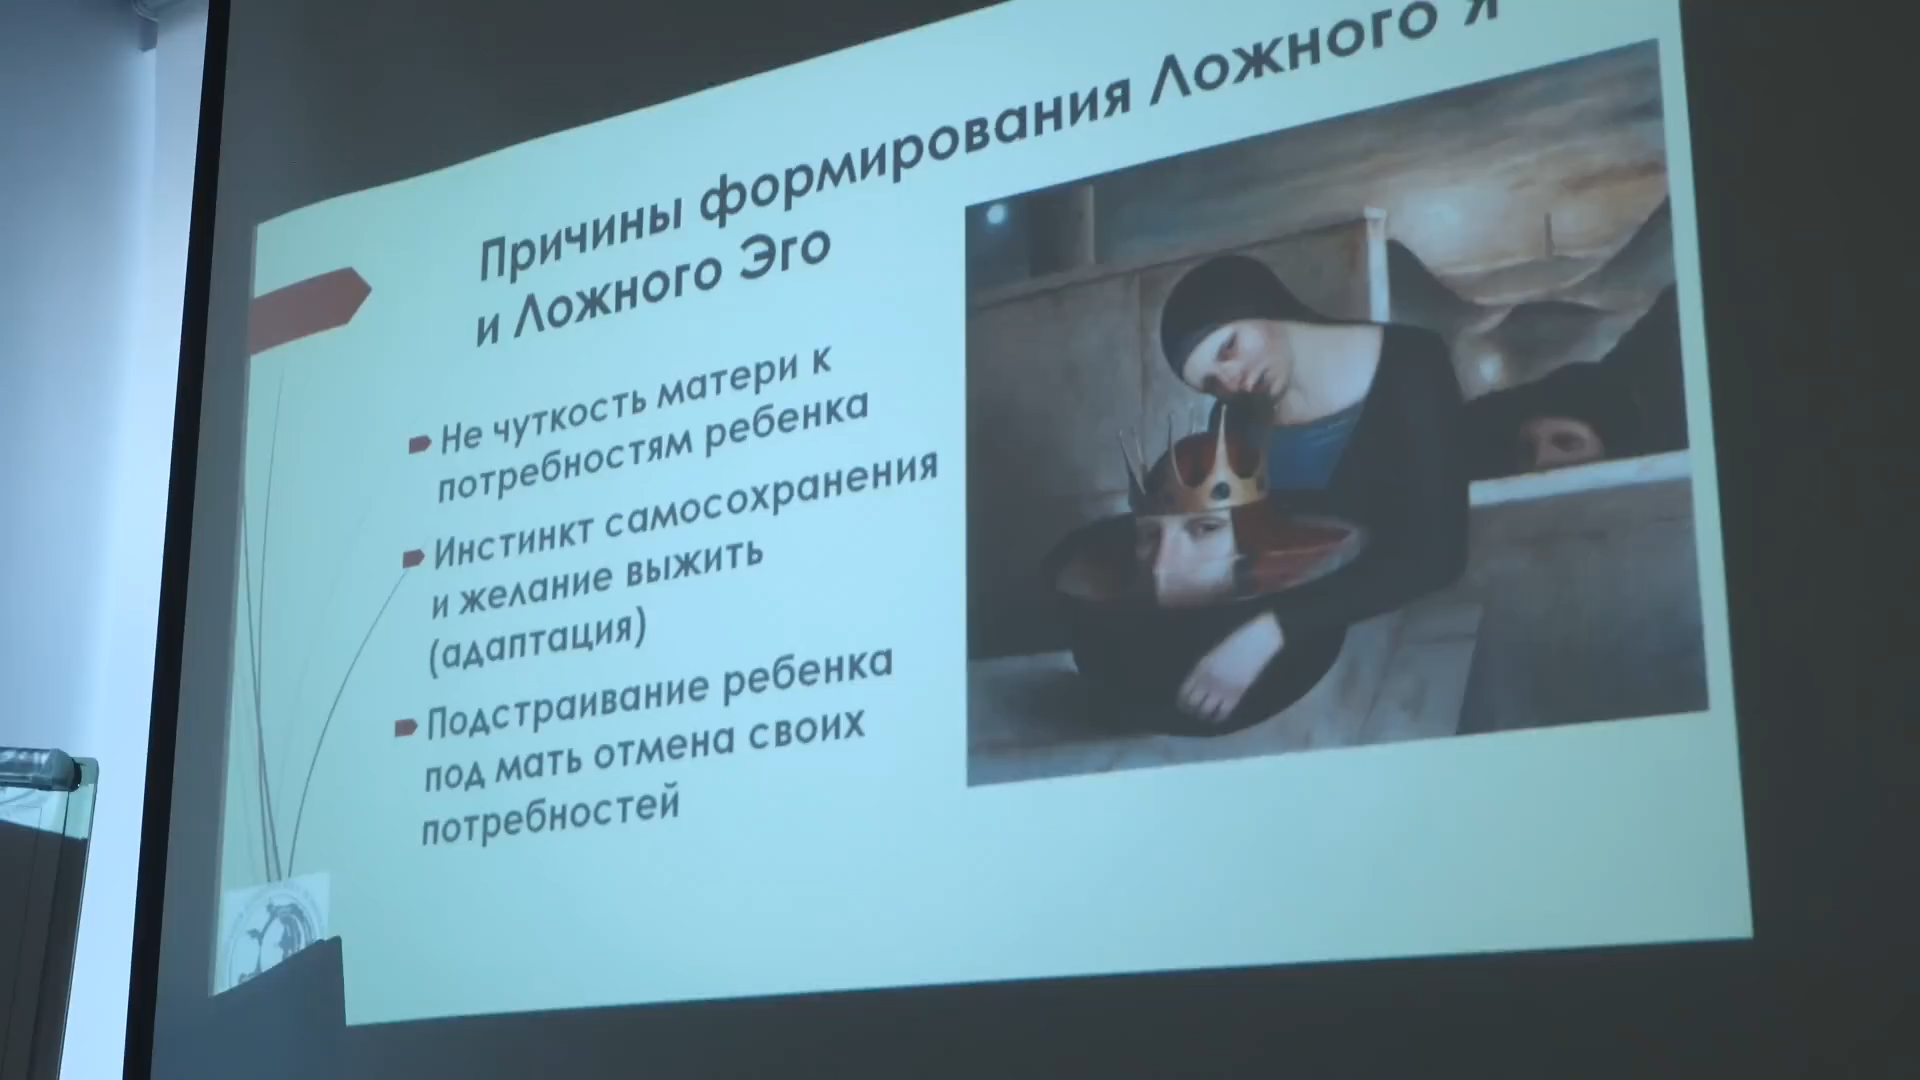 Причины формирования Ложного Я
и Ложного Эго
Не чуткость матери к
потребностям ребенка
Инстинкт самосохранения
и желание выжить
(адаптация)
Подстраивание ребенка
под мать отмена своих
потребностей